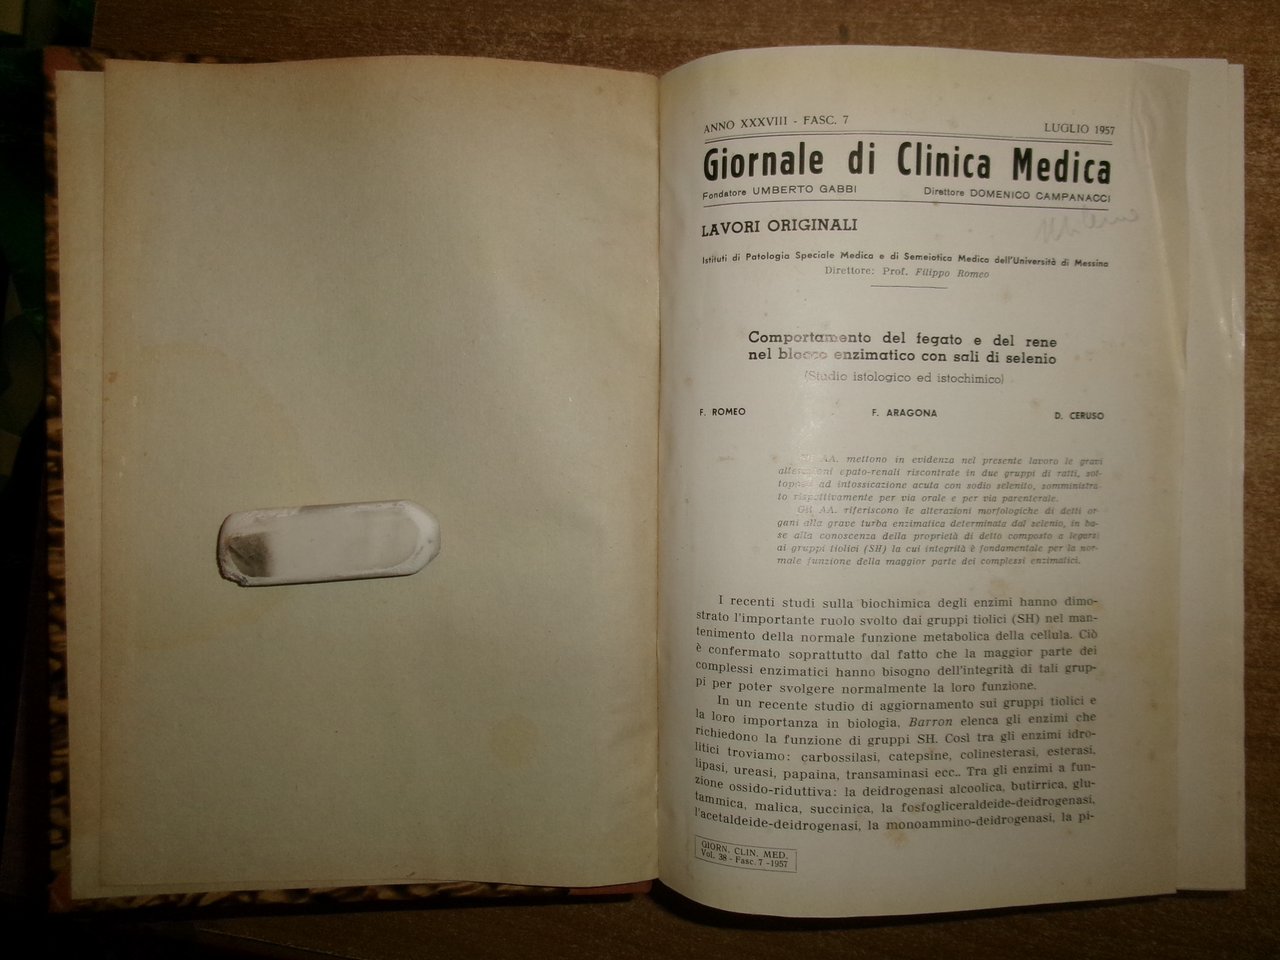 ANNO XXXVIII - FASC. 7
LUGLIO 1957
Giornale di Clinica Medica
Fondatore UMBERTO GABBI
Direttore DOMENICO CAMPANACCI
LAVORI ORIGINALI
Istituti di Patologia Speciale Medica e di Semeiotica Medica dell'Università di Messina
Direttore: Prof. Filippo Romeo
Comportamento del fegato e del rene
nel blocco enzimatico con sali di selenio
(Studio istologico ed istochimico)
F. ROMEO
F. ARAGONA
D. CERUSO
Gli AA. mettono in evidenza nel presente lavoro le gravi
alterazioni epato-renali riscontrate in due gruppi di ratti, sot-
toposti ad intossicazione acuta con sodio selenito, somministra-
to rispettivamente per via orale e per via parenterale.
Gli AA. riferiscono le alterazioni morfologiche di detti or
gani alla grave turba enzimatica determinata dal selenio, in ba-
se alla conoscenza della proprietà di detto composto a legarsi
ai gruppi tiolici (SH) la cui integrità è fondamentale per la nor-
male funzione della maggior parte dei complessi enzimatici.
I recenti studi sulla biochimica degli enzimi hanno dimo-
strato l'importante ruolo svolto dai gruppi tiolici (SH) nel man-
tenimento della normale funzione metabolica della cellula. Ciò
è confermato soprattutto dal fatto che la maggior parte dei
complessi enzimatici hanno bisogno dell'integrità di tali grup-
pi per poter svolgere normalmente la loro funzione.
In un recente studio di aggiornamento sui gruppi tiolici e
la loro importanza in biologia, Barron elenca gli enzimi che
richiedono la funzione di gruppi SH. Così tra gli enzimi idro-
litici troviamo: carbossilasi, catepsine, colinesterasi, esterasi,
lipasi, ureasi, papaina, transaminasi ecc.. Tra gli enzimi a fun-
zione ossido-riduttiva: la deidrogenasi alcoolica, butirrica, glu-
tammica, malica, succinica, la fosfogliceraldeide-deidrogenasi,
l'acetaldeide-deidrogenasi, la monoammino-deidrogenasi, la pi-
GIORN. CLIN. MED.
Vol. 38 - Fasc. 7 -1957